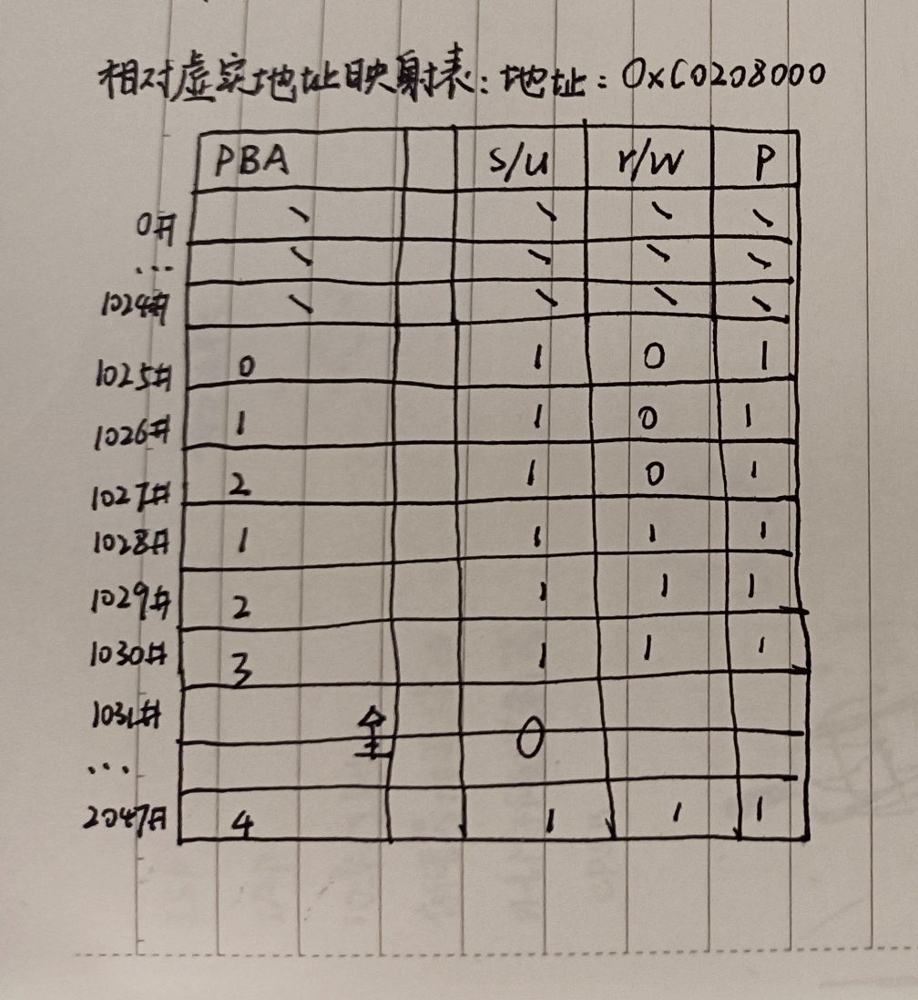 相对虚实地址映射表：地址：0xC0208000
PBA s/u r/w P
0# 、 、 、 、
... 、 、 、 、
1024# 、 、 、 、
1025# 0 1 0 1
1026# 1 1 0 1
1027# 2 1 0 1
1028# 1 1 1 1
1029# 2 1 1 1
1030# 3 1 1 1
1031#
全 0
...
2047# 4 1 1 1